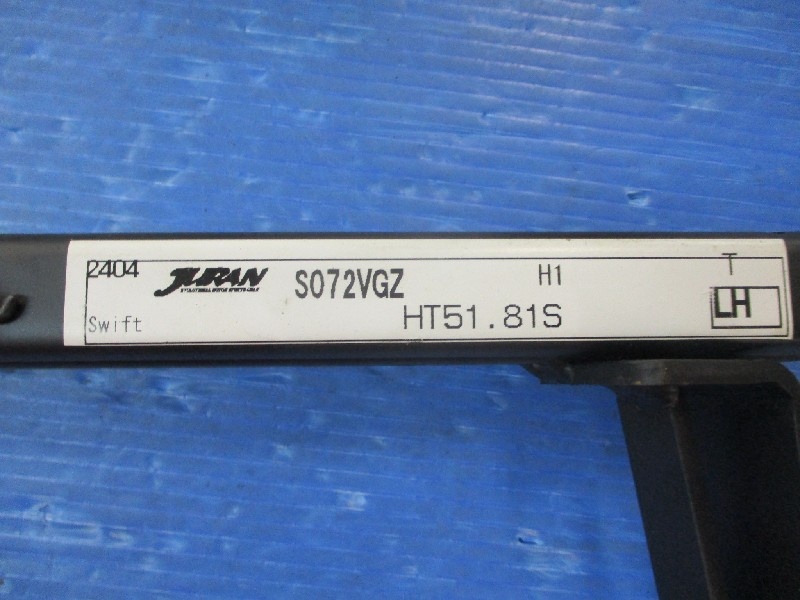 2404 JURAN S072VGZ H1 T
Swift HT51.81S LH